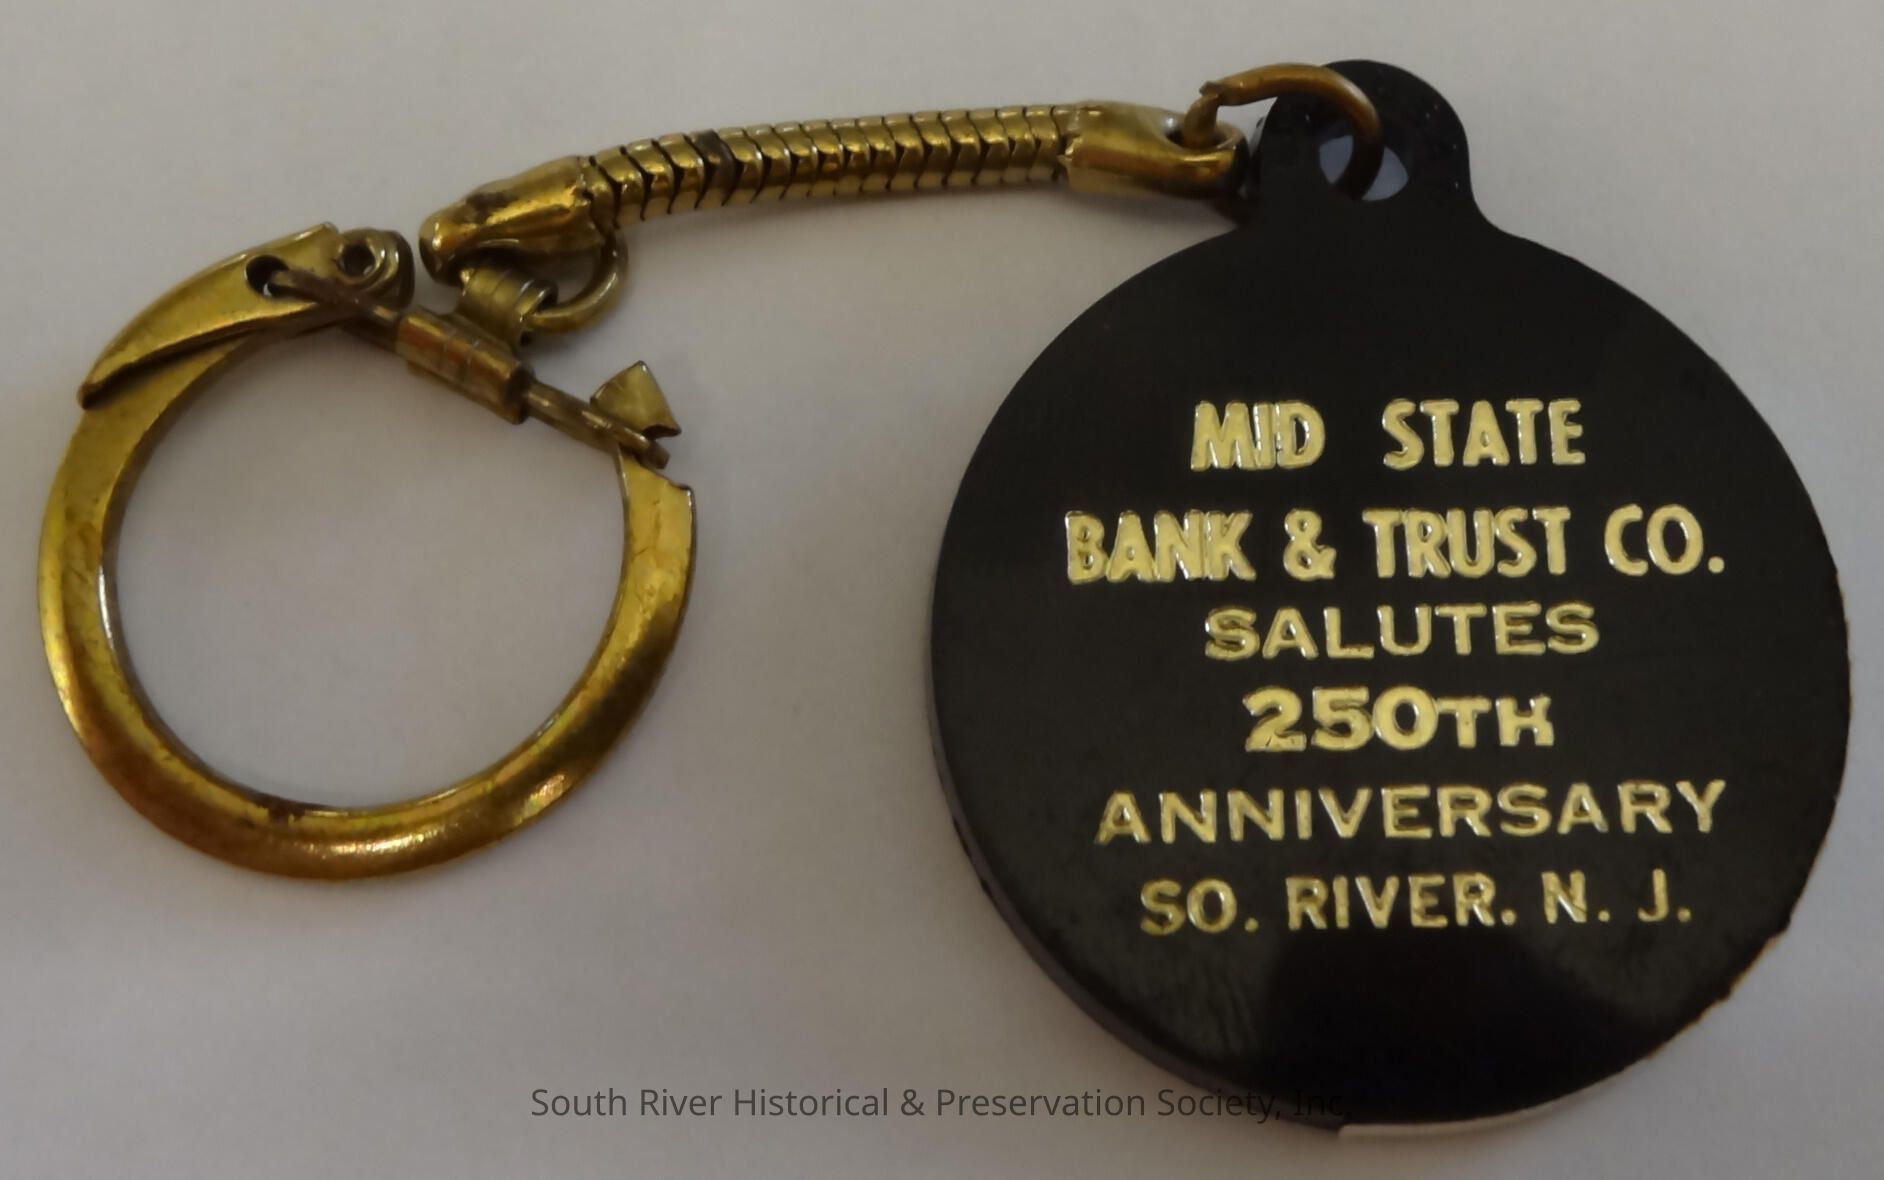 MID STATE
BANK & TRUST CO.
SALUTES
250TH
ANNIVERSARY
SO. RIVER. N. J.
South River Historical & Preservation Society, Inc.